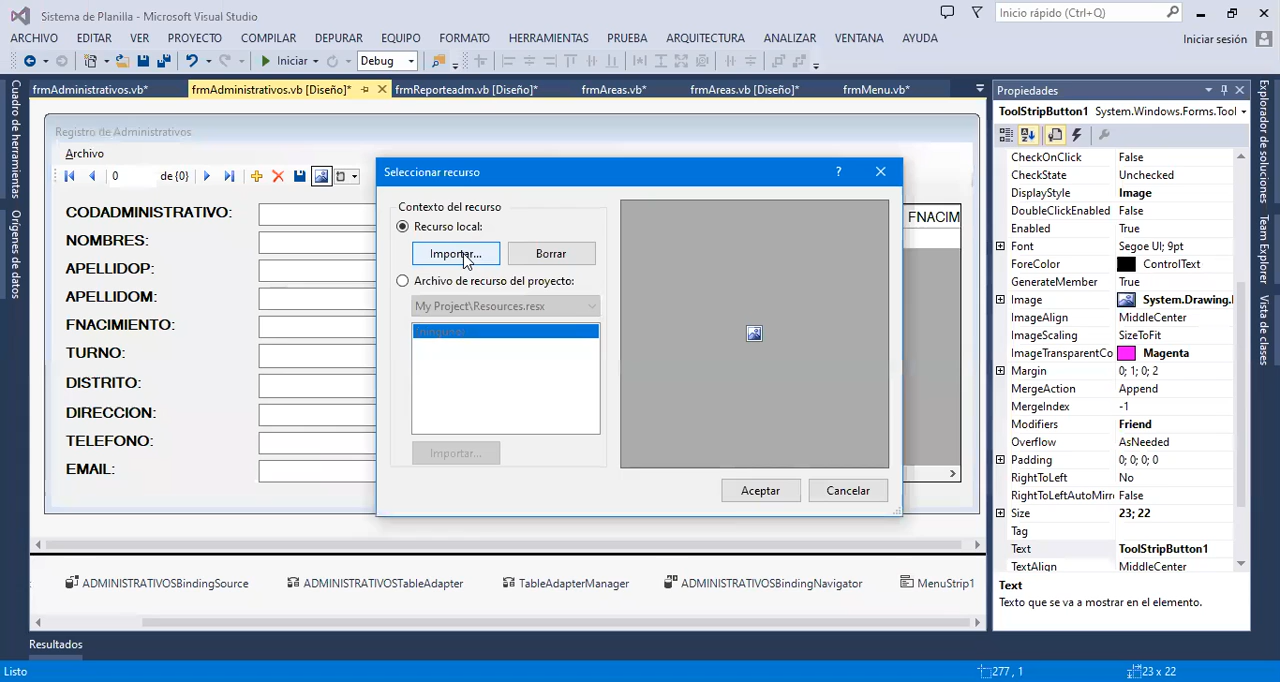 Sistema de Planilla - Microsoft Visual Studio
Inicio rápido (Ctrl+Q)
ARCHIVO EDITAR VER PROYECTO COMPILAR DEPURAR EQUIPO FORMATO HERRAMIENTAS PRUEBA ARQUITECTURA ANALIZAR VENTANA AYUDA
Iniciar sesión
Iniciar Debug
frmAdministrativos.vb* frmAdministrativos.vb [Diseño]* frmReporteadm.vb [Diseño]* frmAreas.vb* frmAreas.vb [Diseño]* frmMenu.vb*
Cuadro de herramientas
Orígenes de datos
Registro de Administrativos
Archivo
0 de {0}
CODADMINISTRATIVO:
NOMBRES:
APELLIDOP:
APELLIDOM:
FNACIMIENTO:
TURNO:
DISTRITO:
DIRECCION:
TELEFONO:
EMAIL:
FNACIM
Seleccionar recurso
?
Contexto del recurso
Recurso local:
Importar... Borrar
Archivo de recurso del proyecto:
My Project\Resources.resx
(ninguno)
Importar...
Aceptar Cancelar
ADMINISTRATIVOSBindingSource ADMINISTRATIVOSTableAdapter TableAdapterManager ADMINISTRATIVOSBindingNavigator MenuStrip1
Resultados
Listo
277 , 1 23 x 22
Propiedades
ToolStripButton1 System.Windows.Forms.Tool
CheckOnClick False
CheckState Unchecked
DisplayStyle Image
DoubleClickEnabled False
Enabled True
Font Segoe UI; 9pt
ForeColor ControlText
GenerateMember True
Image System.Drawing.
ImageAlign MiddleCenter
ImageScaling SizeToFit
ImageTransparentCo Magenta
Margin 0; 1; 0; 2
MergeAction Append
MergeIndex -1
Modifiers Friend
Overflow AsNeeded
Padding 0; 0; 0; 0
RightToLeft No
RightToLeftAutoMirr False
Size 23; 22
Tag
Text ToolStripButton1
TextAlign MiddleCenter
Text
Texto que se va a mostrar en el elemento.
Explorador de soluciones
Team Explorer
Vista de clases